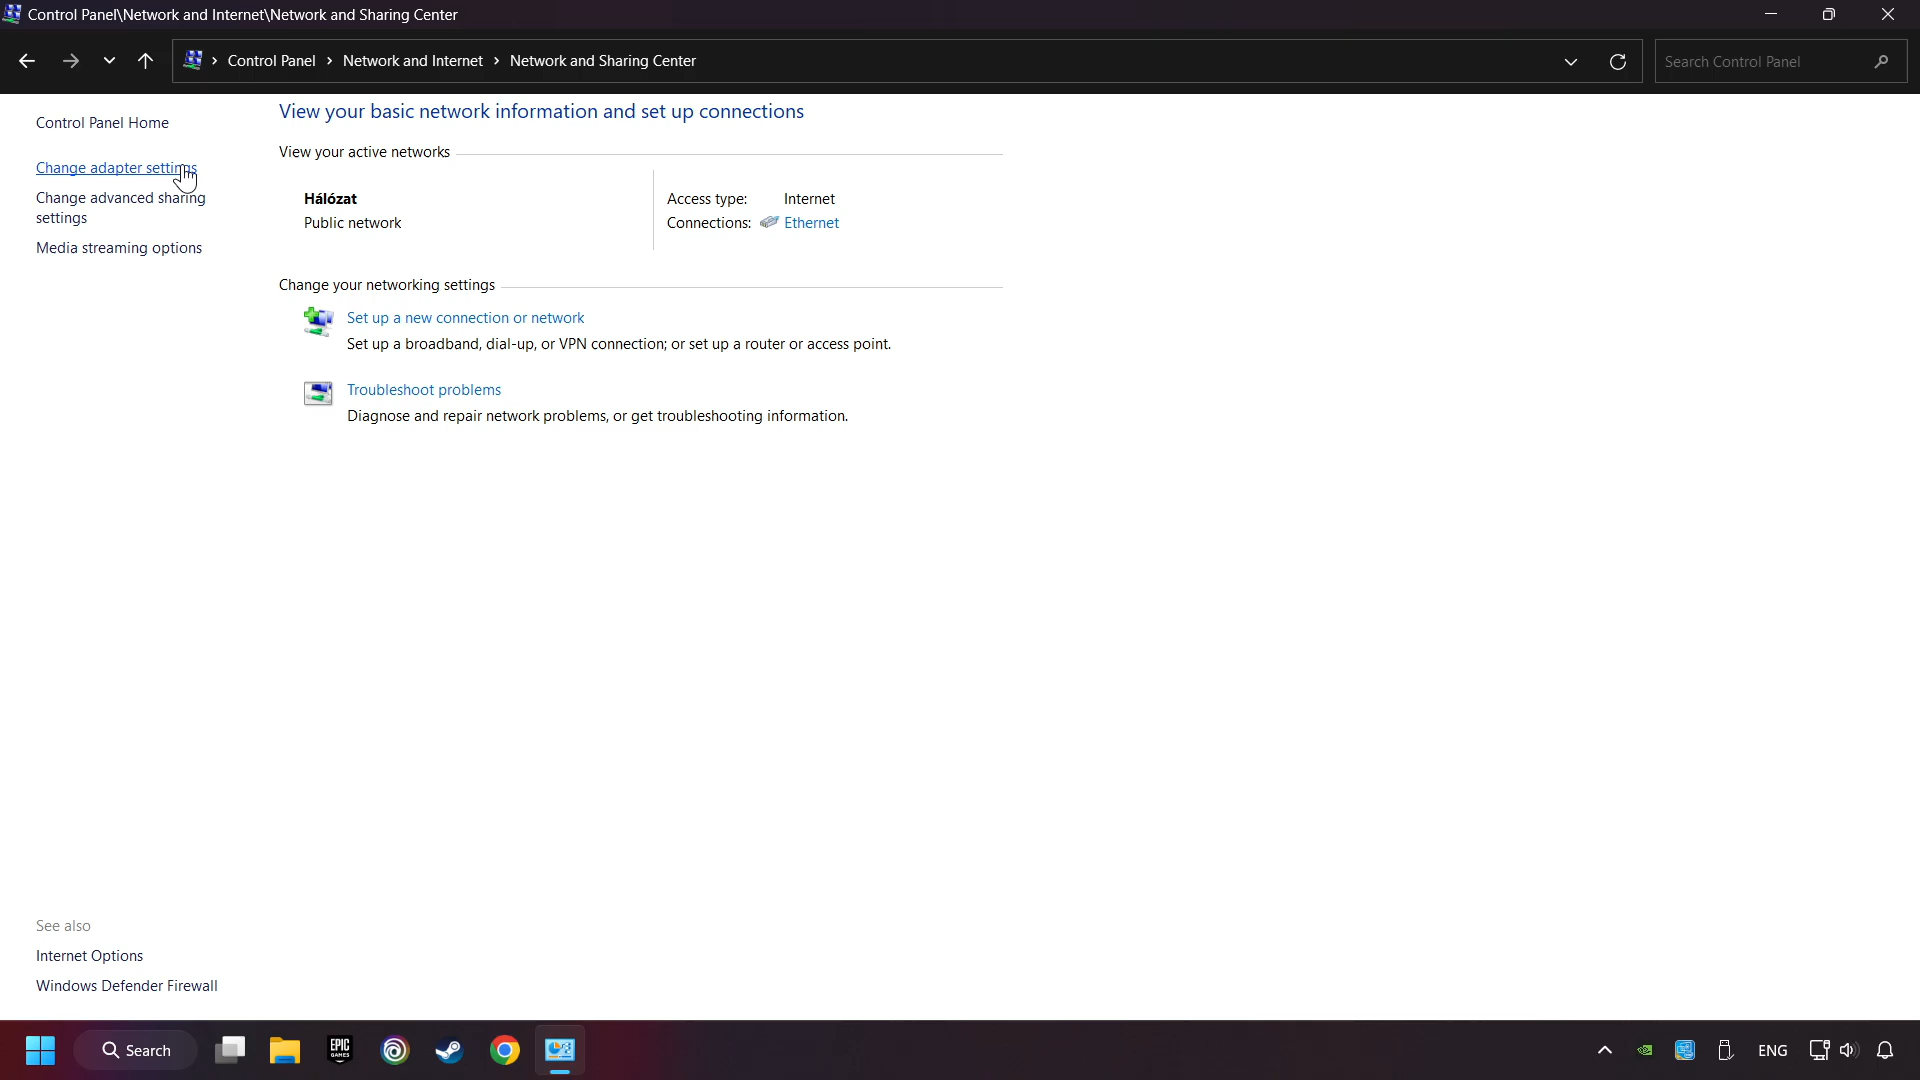 Control Panel\Network and Internet\Network and Sharing Center
Control Panel > Network and Internet > Network and Sharing Center
Search Control Panel
Control Panel Home
Change adapter settings
Change advanced sharing
settings
Media streaming options
View your basic network information and set up connections
View your active networks
Hálózat
Public network
Access type: Internet
Connections: Ethernet
Change your networking settings
Set up a new connection or network
Set up a broadband, dial-up, or VPN connection; or set up a router or access point.
Troubleshoot problems
Diagnose and repair network problems, or get troubleshooting information.
See also
Internet Options
Windows Defender Firewall
Search
EPIC
GAMES
ENG